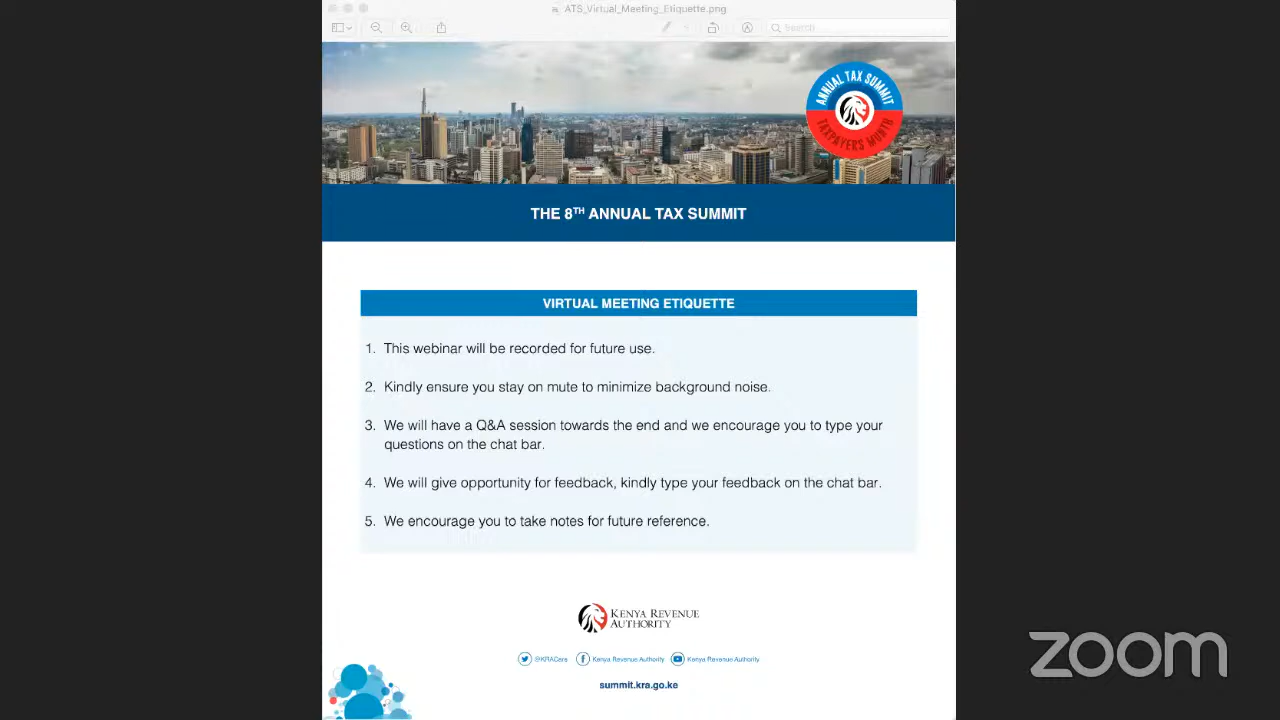 ATS_Virtual_Meeting_Etiquette.png
Search
ANNUAL TAX SUMMIT
TAXPAYERS MONTH
THE 8TH ANNUAL TAX SUMMIT
VIRTUAL MEETING ETIQUETTE
1. This webinar will be recorded for future use.
2. Kindly ensure you stay on mute to minimize background noise.
3. We will have a Q&A session towards the end and we encourage you to type your
questions on the chat bar.
4. We will give opportunity for feedback, kindly type your feedback on the chat bar.
5. We encourage you to take notes for future reference.
KENYA REVENUE
AUTHORITY
@KRACare Kenya Revenue Authority Kenya Revenue Authority
summit.kra.go.ke
zoom